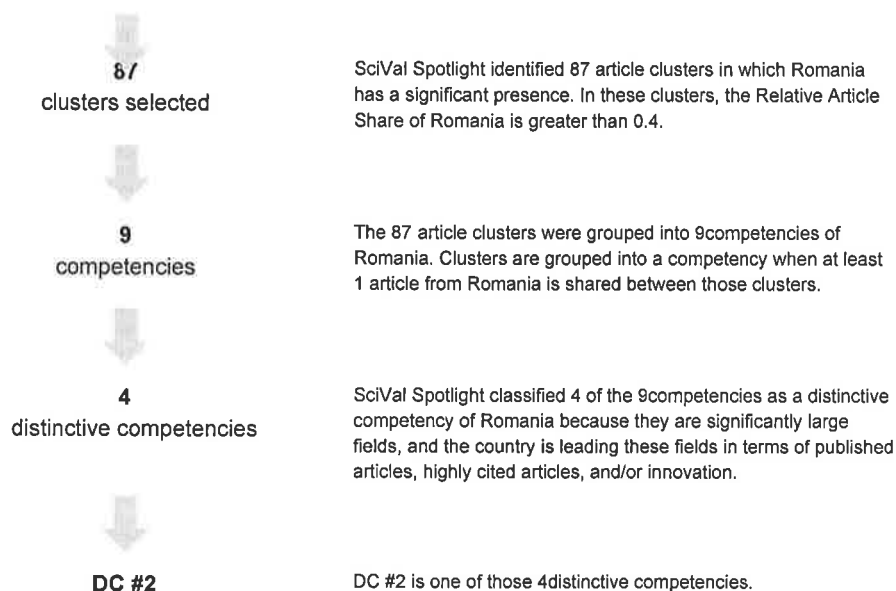 87
clusters selected
SciVal Spotlight identified 87 article clusters in which Romania
has a significant presence. In these clusters, the Relative Article
Share of Romania is greater than 0.4.
9
competencies
The 87 article clusters were grouped into 9competencies of
Romania. Clusters are grouped into a competency when at least
1 article from Romania is shared between those clusters.
4
distinctive competencies
SciVal Spotlight classified 4 of the 9competencies as a distinctive
competency of Romania because they are significantly large
fields, and the country is leading these fields in terms of published
articles, highly cited articles, and/or innovation.
DC #2
DC #2 is one of those 4distinctive competencies.